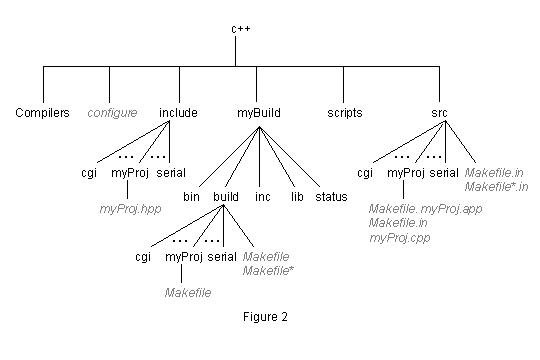 c++
Compilers configure include myBuild scripts src
cgi ... myProj ... serial
myProj.hpp
bin build inc lib status
cgi ... myProj ... serial Makefile.in
Makefile*.in
Makefile. myProj.app
Makefile.in
myProj.cpp
cgi ... myProj ... serial Makefile
Makefile*
Makefile
Figure 2